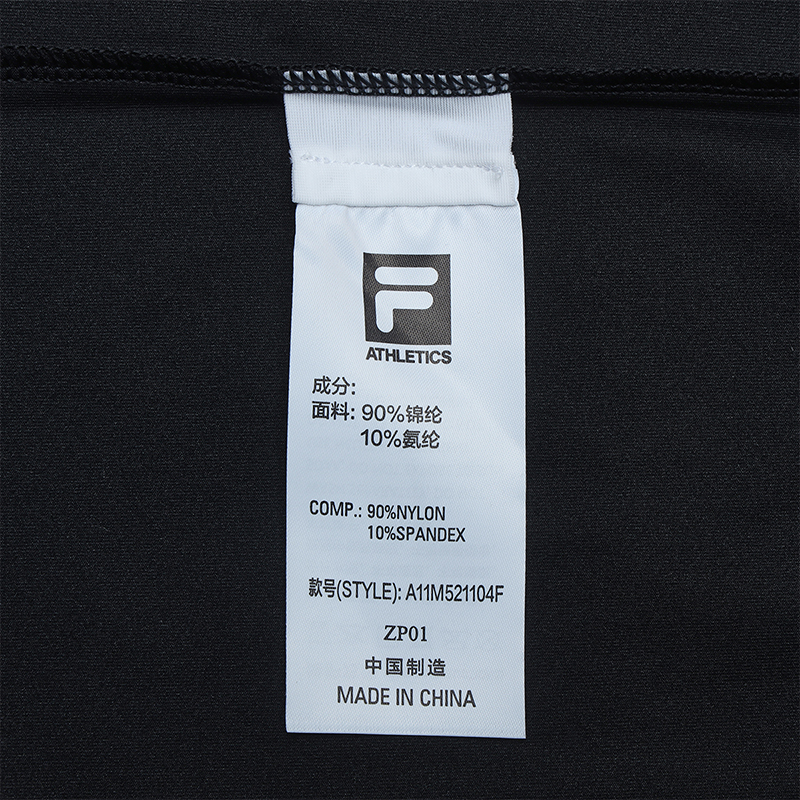 F
ATHLETICS
成分:
面料: 90%锦纶
10%氨纶
COMP.: 90%NYLON
10%SPANDEX
款号(STYLE): A11M521104F
ZP01
中国制造
MADE IN CHINA